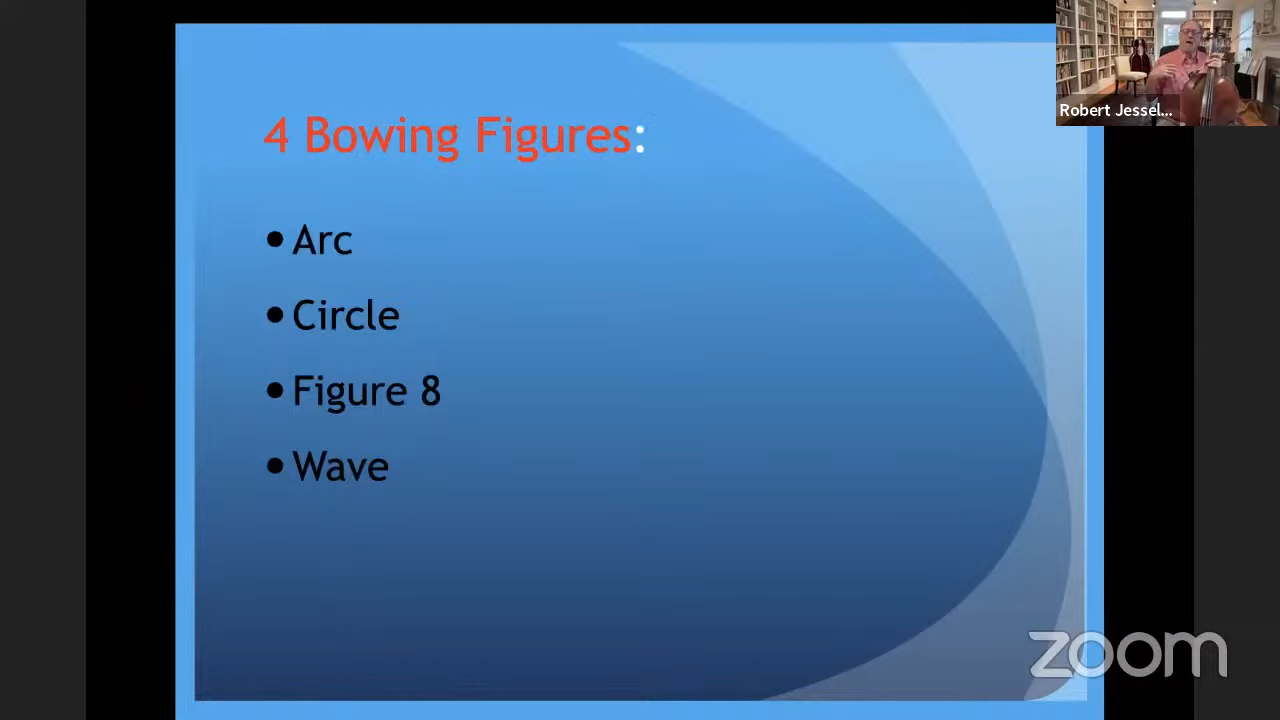 4 Bowing Figures:
• Arc
• Circle
• Figure 8
• Wave
Robert Jessel...
zoom